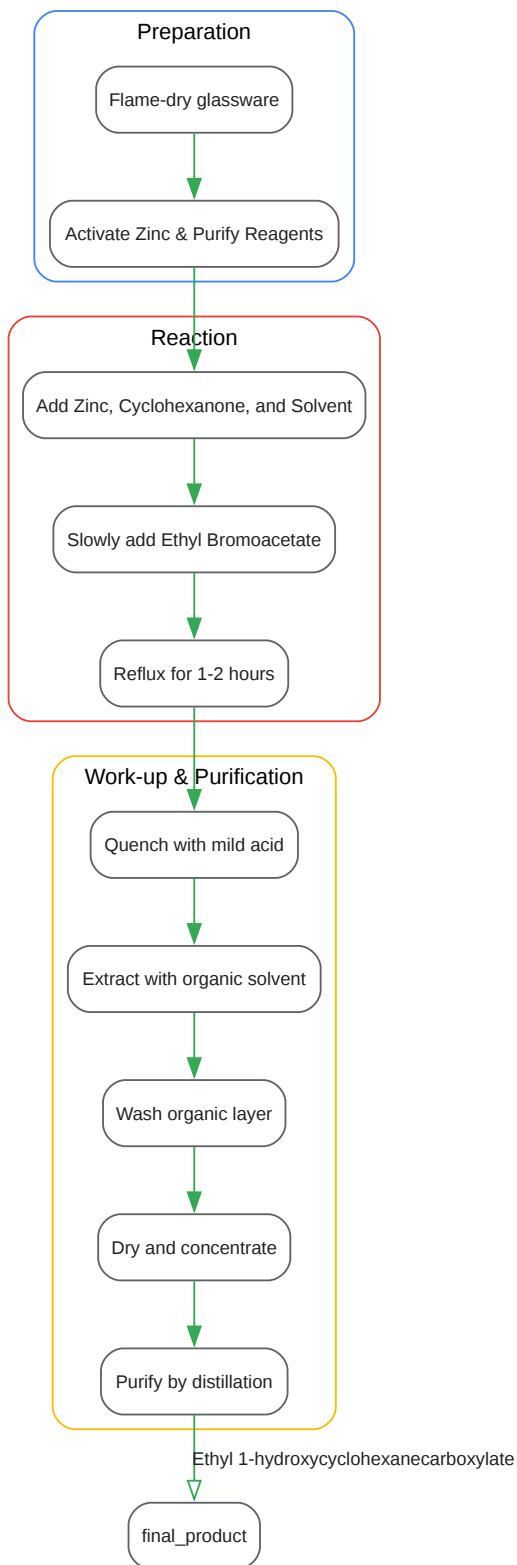 Preparation
Flame-dry glassware
Activate Zinc & Purify Reagents
Reaction
Add Zinc, Cyclohexanone, and Solvent
Slowly add Ethyl Bromoacetate
Reflux for 1-2 hours
Work-up & Purification
Quench with mild acid
Extract with organic solvent
Wash organic layer
Dry and concentrate
Purify by distillation
Ethyl 1-hydroxycyclohexanecarboxylate
final_product